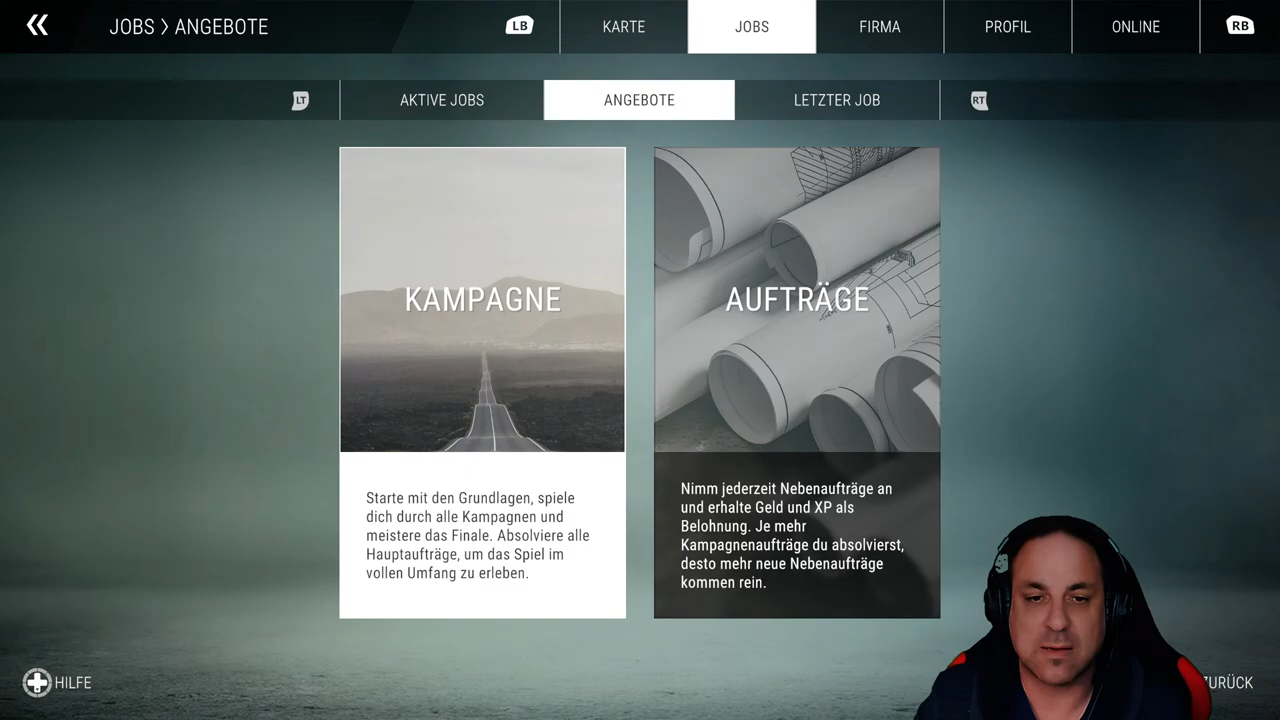 JOBS > ANGEBOTE
LB
KARTE
JOBS
FIRMA
PROFIL
ONLINE
RB
LT
AKTIVE JOBS
ANGEBOTE
LETZTER JOB
RT
KAMPAGNE
Starte mit den Grundlagen, spiele
dich durch alle Kampagnen und
meistere das Finale. Absolviere alle
Hauptaufträge, um das Spiel im
vollen Umfang zu erleben.
AUFTRÄGE
Nimm jederzeit Nebenaufträge an
und erhalte Geld und XP als
Belohnung. Je mehr
Kampagnenaufträge du absolvierst,
desto mehr neue Nebenaufträge
kommen rein.
HILFE
ZURÜCK